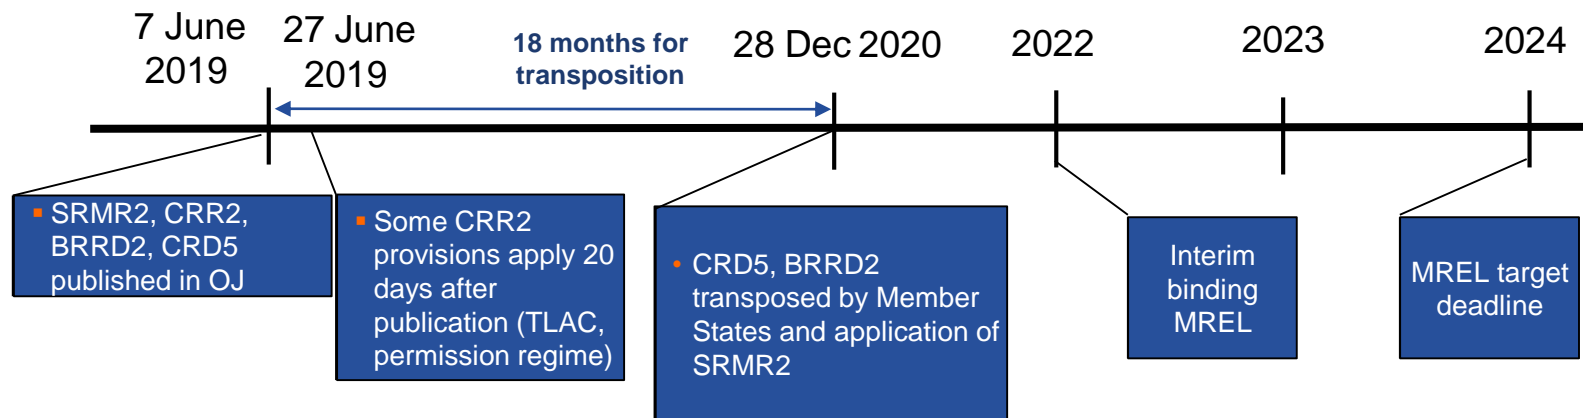 7 June
2019
27 June
2019
18 months for
transposition
28 Dec 2020
2022
2023
2024
▪ SRMR2, CRR2,
BRRD2, CRD5
published in OJ
▪ Some CRR2
provisions apply 20
days after
publication (TLAC,
permission regime)
• CRD5, BRRD2
transposed by Member
States and application of
SRMR2
Interim
binding
MREL
MREL target
deadline